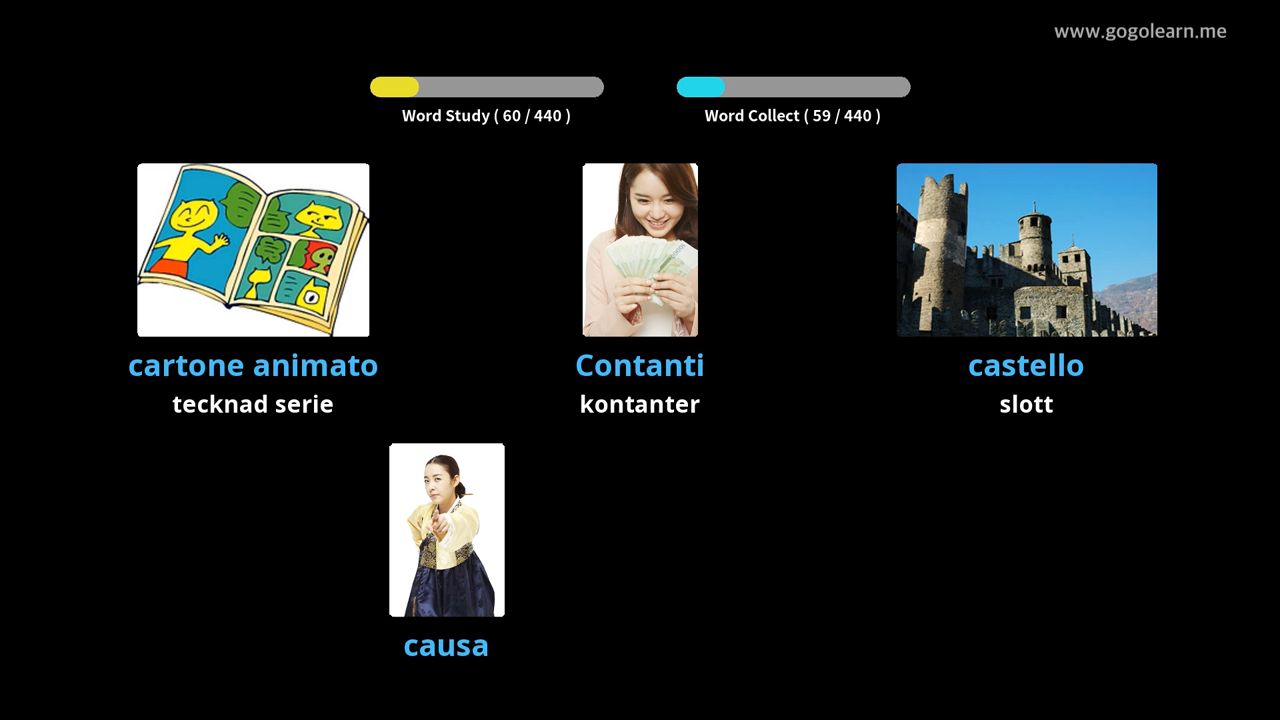 www.gogolearn.me
Word Study ( 60 / 440 )
Word Collect ( 59 / 440 )
cartone animato
tecknad serie
Contanti
kontanter
castello
slott
causa